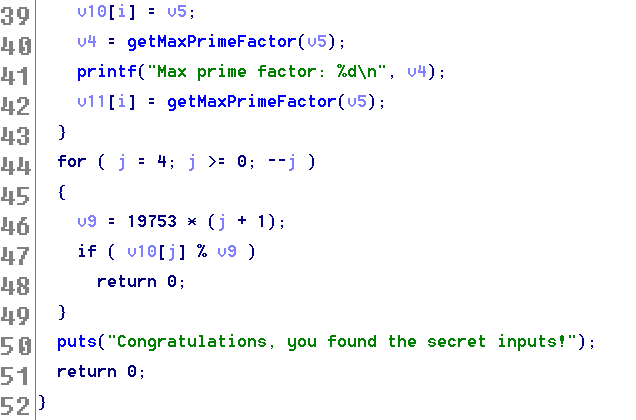 39 v10[i] = v5;
40 v4 = getMaxPrimeFactor(v5);
41 printf("Max prime factor: %d\n", v4);
42 v11[i] = getMaxPrimeFactor(v5);
43 }
44 for ( j = 4; j >= 0; --j )
45 {
46 v9 = 19753 * (j + 1);
47 if ( v10[j] % v9 )
48 return 0;
49 }
50 puts("Congratulations, you found the secret inputs!");
51 return 0;
52 }